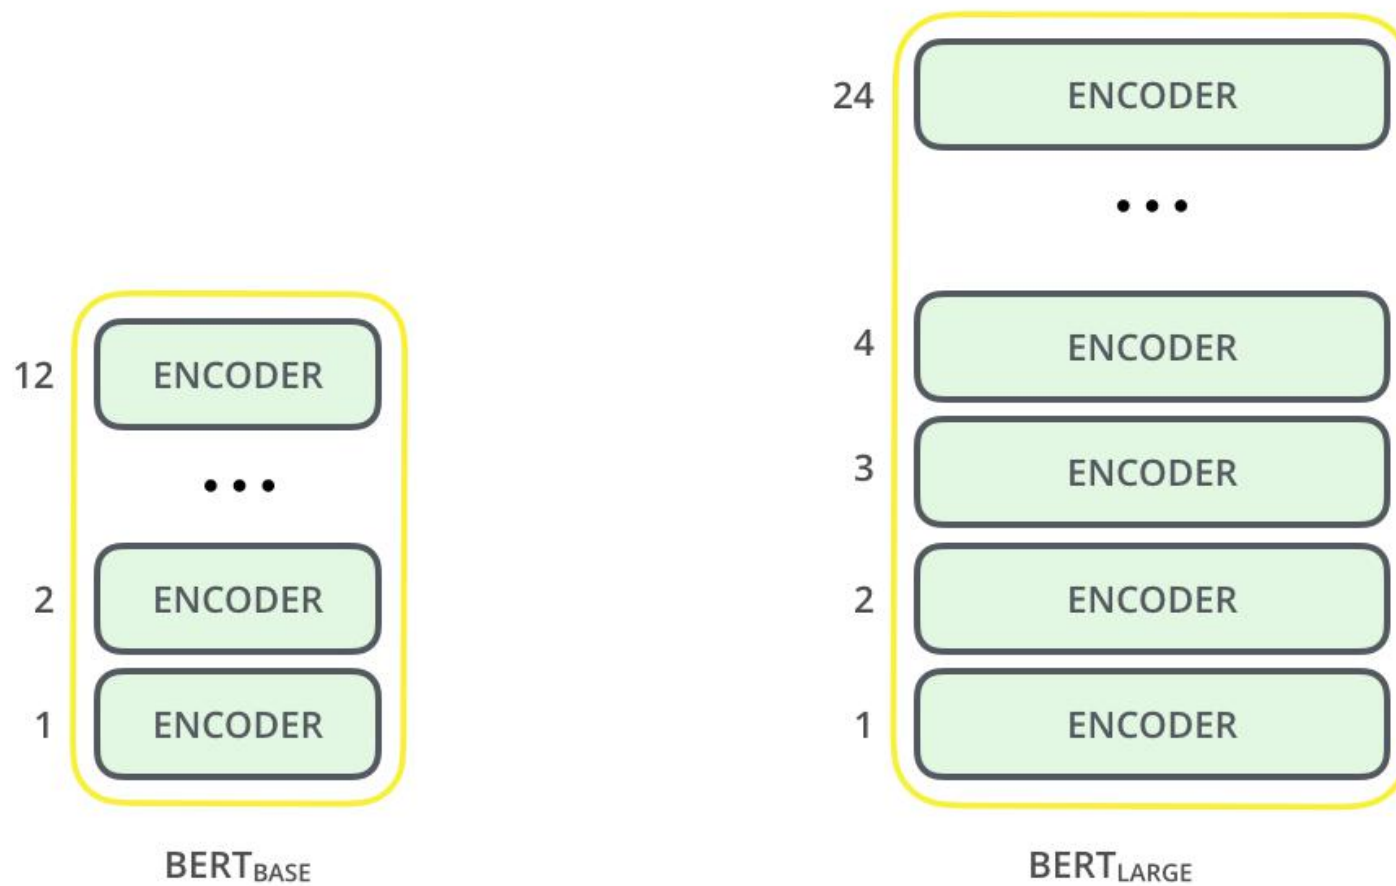 12 ENCODER
...
2 ENCODER
1 ENCODER
BERTBASE
24 ENCODER
...
4 ENCODER
3 ENCODER
2 ENCODER
1 ENCODER
BERTLARGE